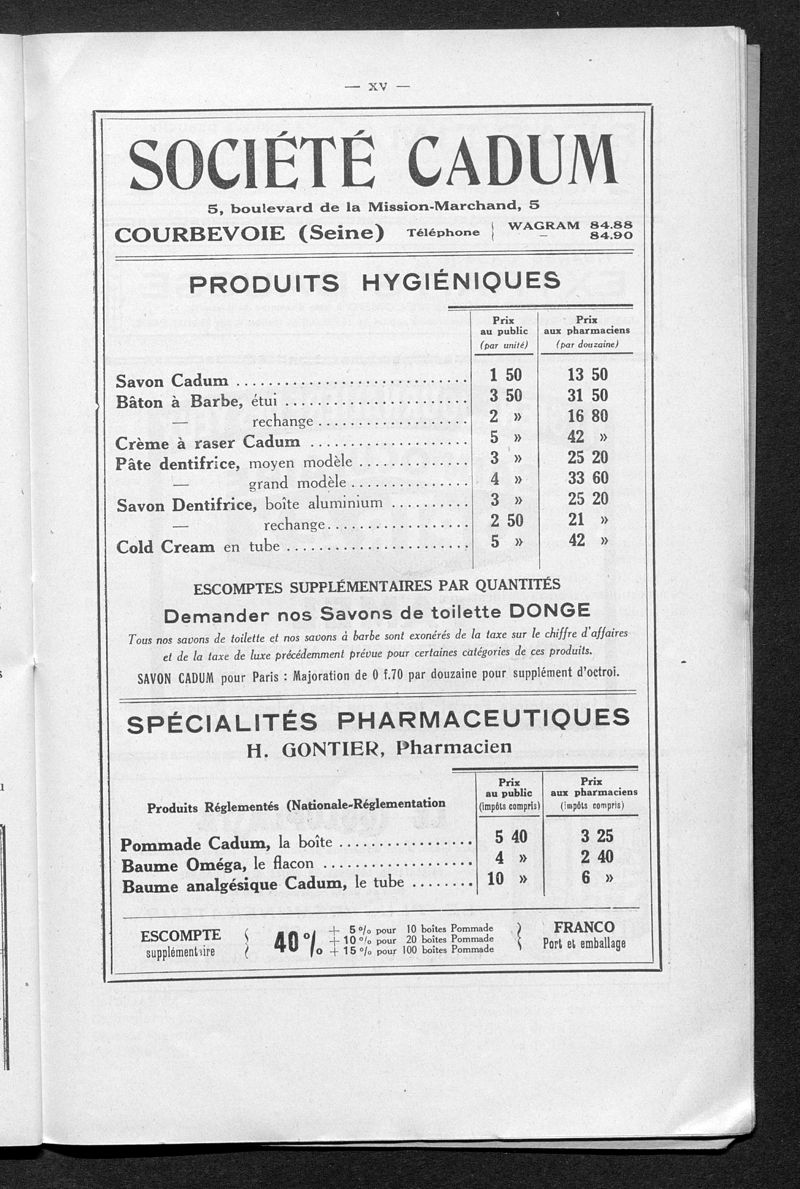 — XV —
SOCIÉTÉ CADUM
5, boulevard de la Mission-Marchand, 5
COURBEVOIE (Seine) Téléphone { WAGRAM 84.88
— 84.90
PRODUITS HYGIÉNIQUES
Prix au public (par unité) Prix aux pharmaciens (par douzaine)
Savon Cadum ............................ 1 50 13 50
Bâton à Barbe, étui ...................... 3 50 31 50
— rechange ................... 2 » 16 80
Crème à raser Cadum .................... 5 » 42 »
Pâte dentifrice, moyen modèle .............. 3 » 25 20
— grand modèle ............... 4 » 33 60
Savon Dentifrice, boîte aluminium .......... 3 » 25 20
— rechange.................. 2 50 21 »
Cold Cream en tube ....................... 5 » 42 »
ESCOMPTES SUPPLÉMENTAIRES PAR QUANTITÉS
Demander nos Savons de toilette DONGE
Tous nos savons de toilette et nos savons à barbe sont exonérés de la taxe sur le chiffre d'affaires
et de la taxe de luxe précédemment prévue pour certaines catégories de ces produits.
SAVON CADUM pour Paris : Majoration de 0 f.70 par douzaine pour supplément d'octroi.
SPÉCIALITÉS PHARMACEUTIQUES
H. GONTIER, Pharmacien
Produits Réglementés (Nationale-Réglementation Prix au public (impôts compris) Prix aux pharmaciens (impôts compris)
Pommade Cadum, la boîte ................. 5 40 3 25
Baume Oméga, le flacon ................... 4 » 2 40
Baume analgésique Cadum, le tube ........ 10 » 6 »
ESCOMPTE supplémentaire { 40 % + 5 % pour 10 boîtes Pommade
+ 10 % pour 20 boîtes Pommade
+ 15 % pour 100 boîtes Pommade } FRANCO
Port et emballage